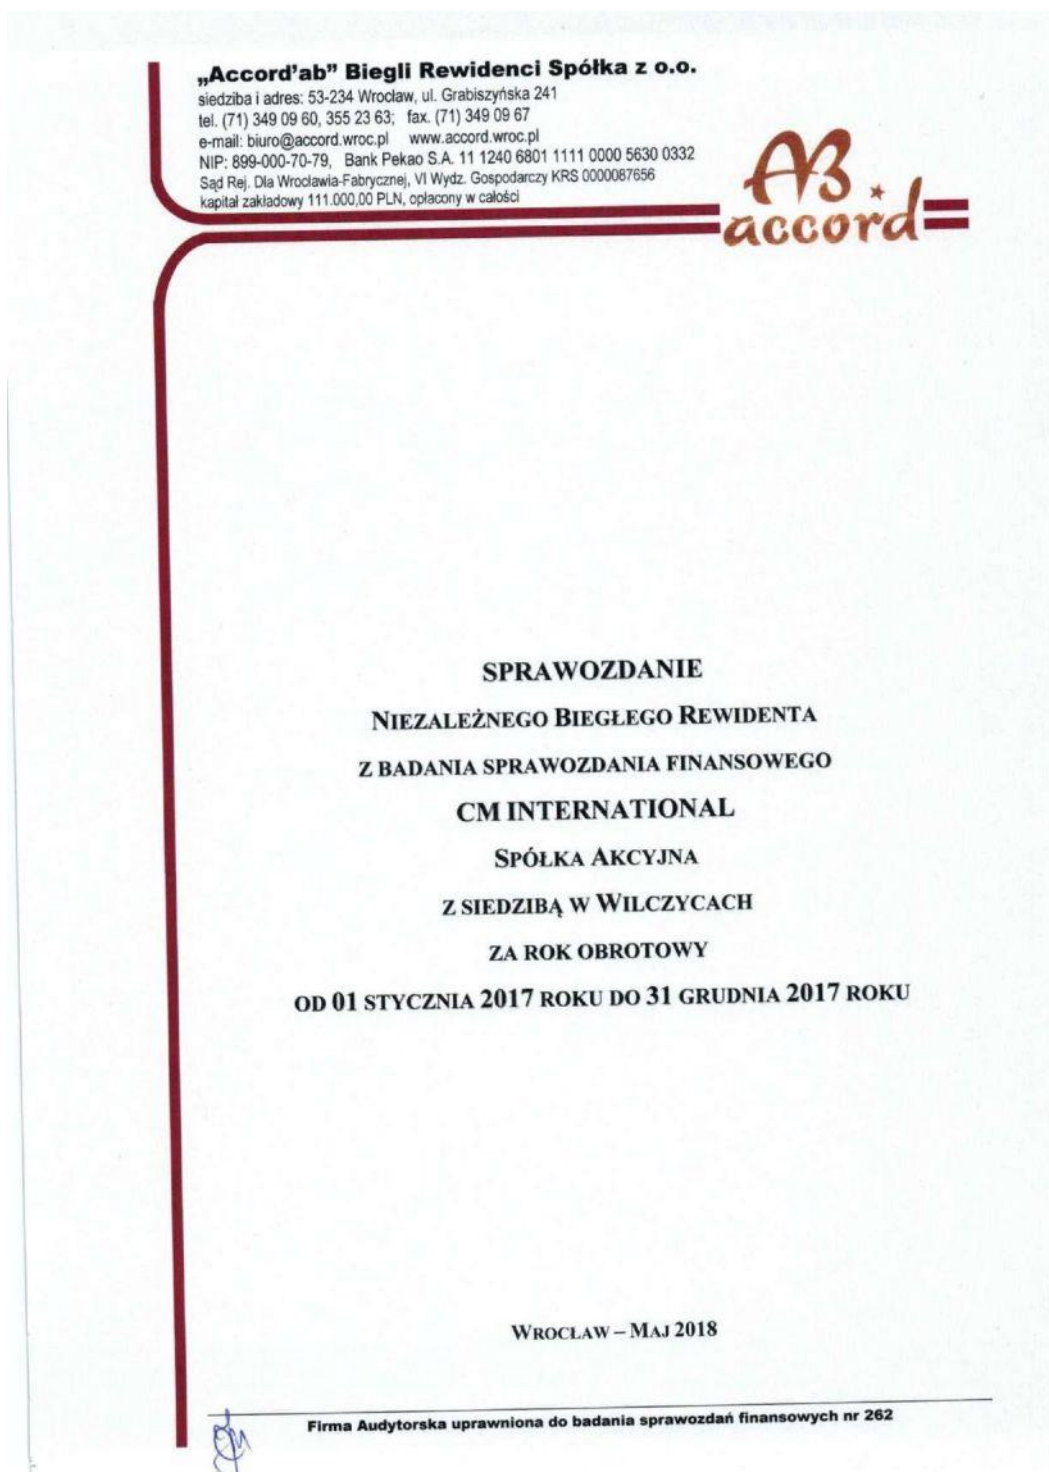 „Accord’ab” Biegli Rewidenci Spółka z o.o.
siedziba i adres: 53-234 Wrocław, ul. Grabiszyńska 241
tel. (71) 349 09 60, 355 23 63; fax. (71) 349 09 67
e-mail: biuro@accord.wroc.pl www.accord.wroc.pl
NIP: 899-000-70-79, Bank Pekao S.A. 11 1240 6801 1111 0000 5630 0332
Sąd Rej. Dla Wrocławia-Fabrycznej, VI Wydz. Gospodarczy KRS 0000087656
kapitał zakładowy 111.000,00 PLN, opłacony w całości
AB
accord
SPRAWOZDANIE
NIEZALEŻNEGO BIEGŁEGO REWIDENTA
Z BADANIA SPRAWOZDANIA FINANSOWEGO
CM INTERNATIONAL
SPÓŁKA AKCYJNA
Z SIEDZIBĄ W WILCZYCACH
ZA ROK OBROTOWY
OD 01 STYCZNIA 2017 ROKU DO 31 GRUDNIA 2017 ROKU
WROCŁAW – MAJ 2018
Firma Audytorska uprawniona do badania sprawozdań finansowych nr 262